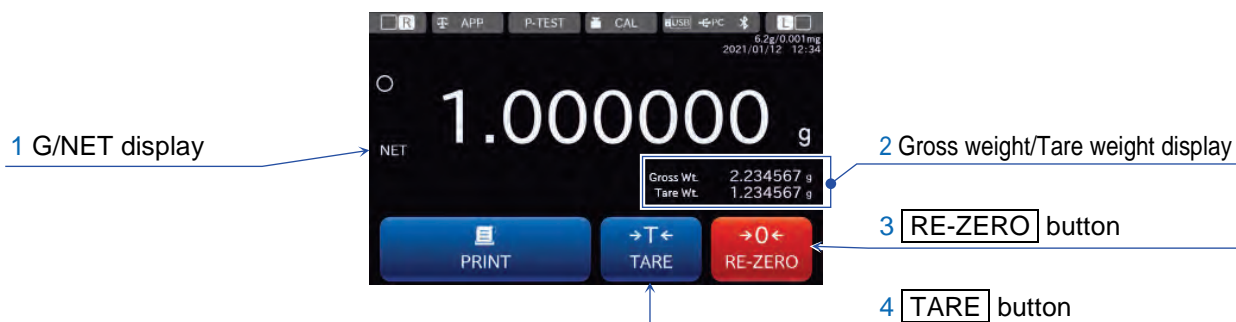 R APP P-TEST CAL USB PC L
6.2g/0.001mg
2021/01/12 12:34
1.000000 g
NET
1 G/NET display
2 Gross weight/Tare weight display
Gross Wt. 2.234567 g
Tare Wt. 1.234567 g
3 RE-ZERO button
→T← →0←
PRINT TARE RE-ZERO
4 TARE button